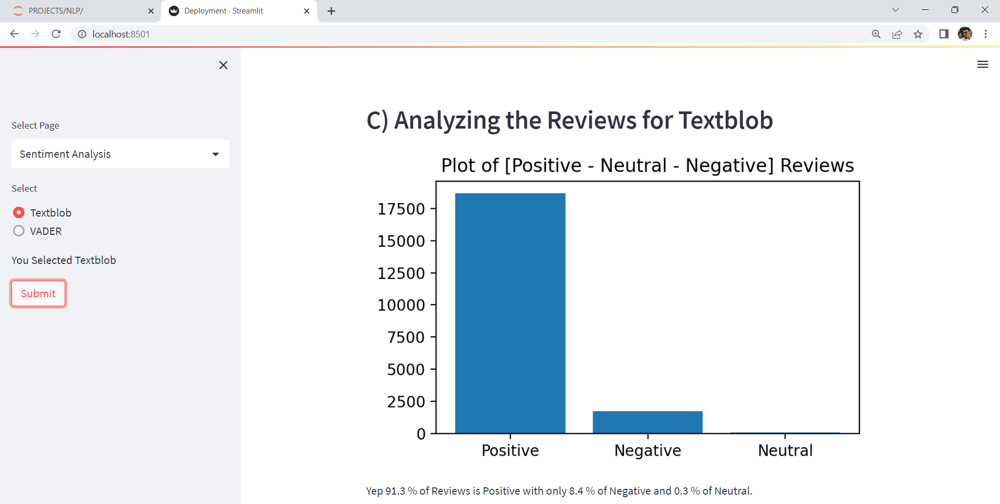 PROJECTS/NLP/
Deployment · Streamlit
localhost:8501
Select Page
Sentiment Analysis
Select
Textblob
VADER
You Selected Textblob
Submit
C) Analyzing the Reviews for Textblob
Plot of [Positive - Neutral - Negative] Reviews
17500
15000
12500
10000
7500
5000
2500
0
Positive Negative Neutral
Yep 91.3 % of Reviews is Positive with only 8.4 % of Negative and 0.3 % of Neutral.